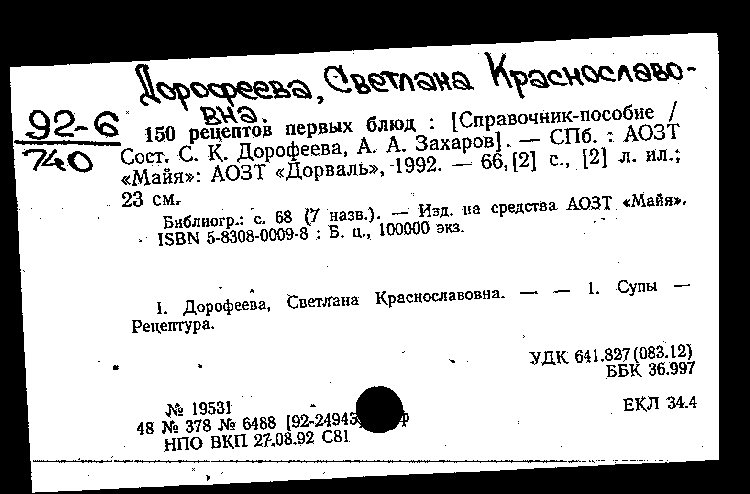 Дорофеева, Светлана Краснославо-
вна.
92-6
740
150 рецептов первых блюд : [Справочник-пособие /
Сост. С. К. Дорофеева, А. А. Захаров]. — СПб. : АОЗТ
«Майя»: АОЗТ «Дорваль», 1992. — 66, [2] с., [2] л. ил.;
23 см.
Библиогр.: с. 68 (7 назв.). — Изд. на средства АОЗТ «Майя».
ISBN 5-8308-0009-8 : Б. ц., 100000 экз.
I. Дорофеева, Светлана Краснославовна. — — 1. Супы —
Рецептура.
УДК 641.827(083.12)
ББК 36.997
№ 19531
48 № 378 № 6488 [92-24943
ЕКЛ 34.4
НПО ВКП 27.08.92 С81